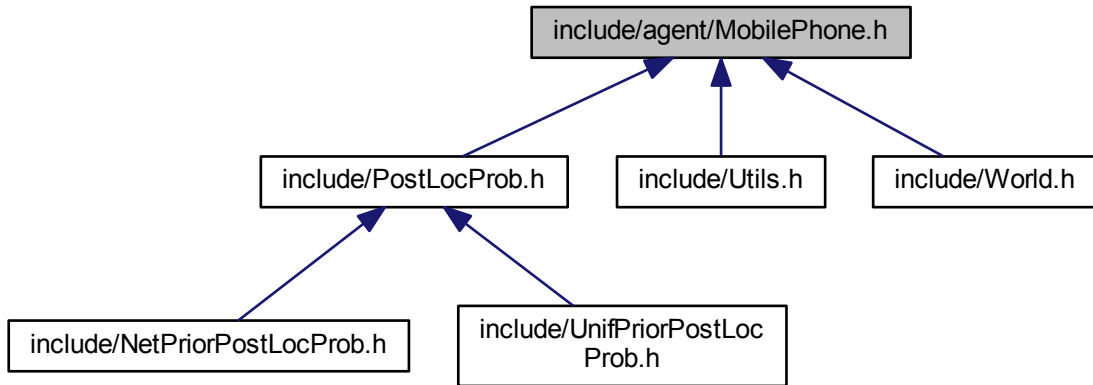 include/agent/MobilePhone.h
include/PostLocProb.h
include/Utils.h
include/World.h
include/NetPriorPostLocProb.h
include/UnifPriorPostLoc
Prob.h